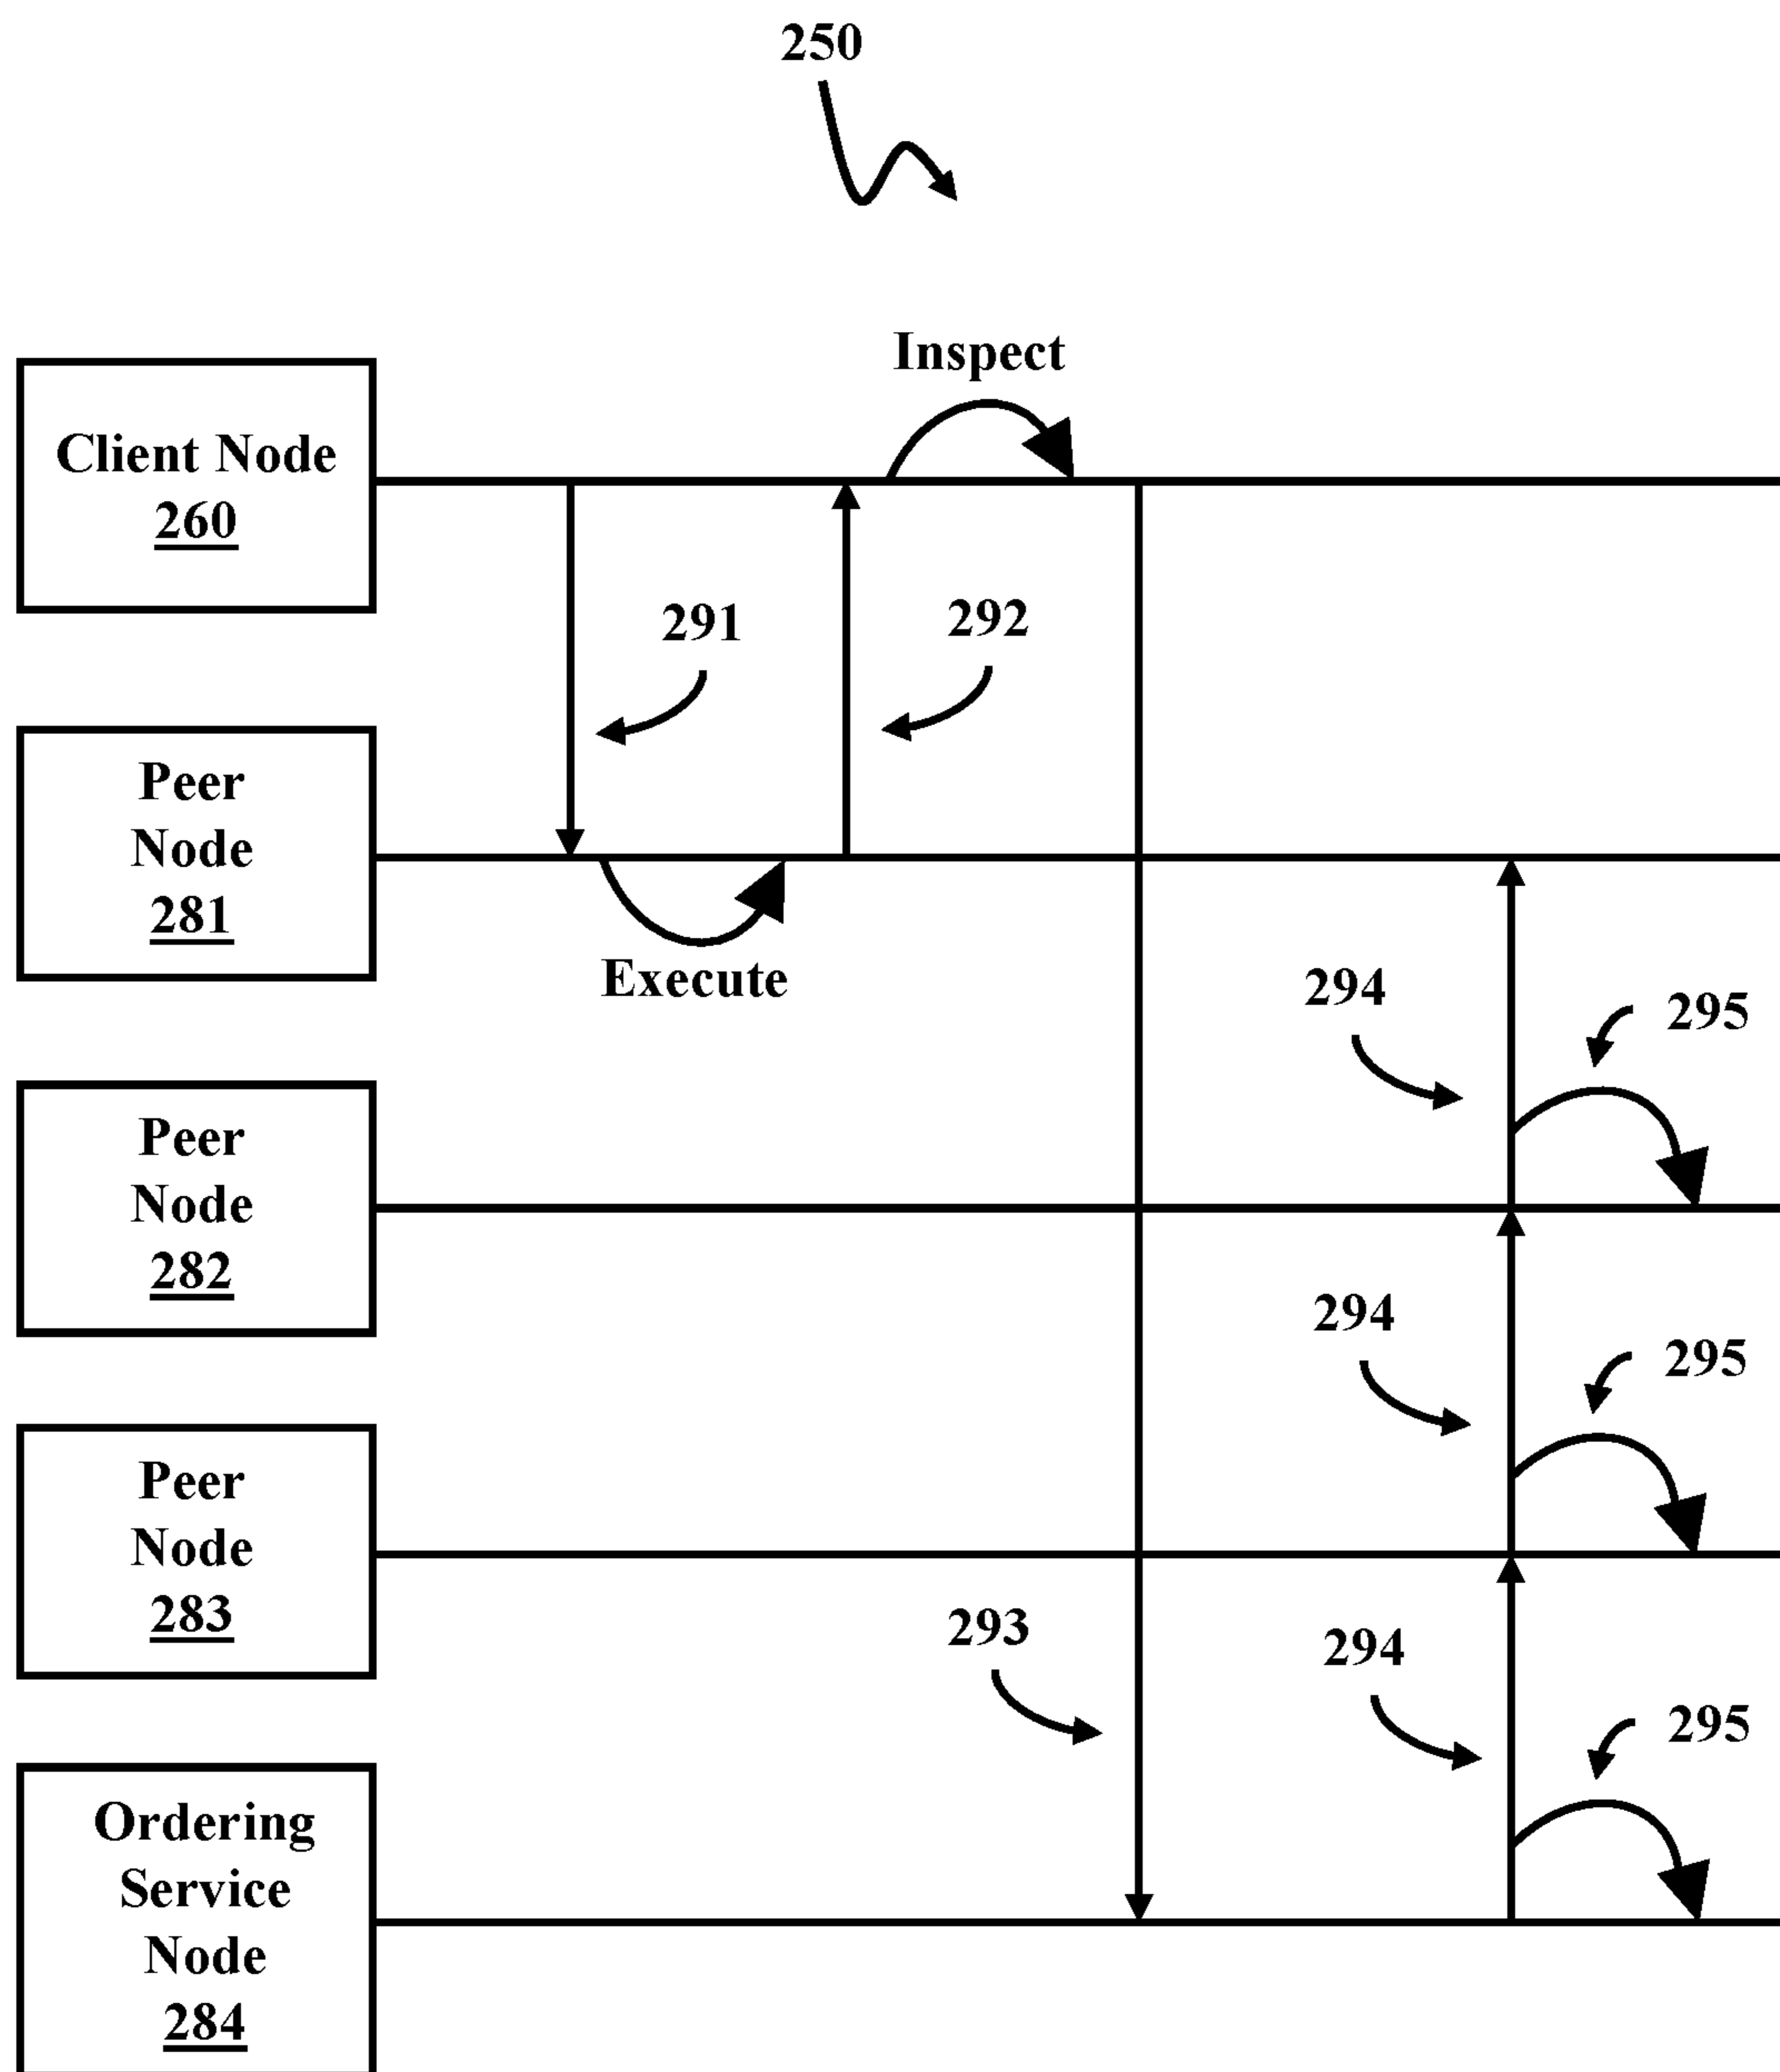 250
Inspect
Client Node
260
291
292
Peer
Node
281
Execute
294
295
Peer
Node
282
294
295
Peer
Node
283
293
294
295
Ordering
Service
Node
284